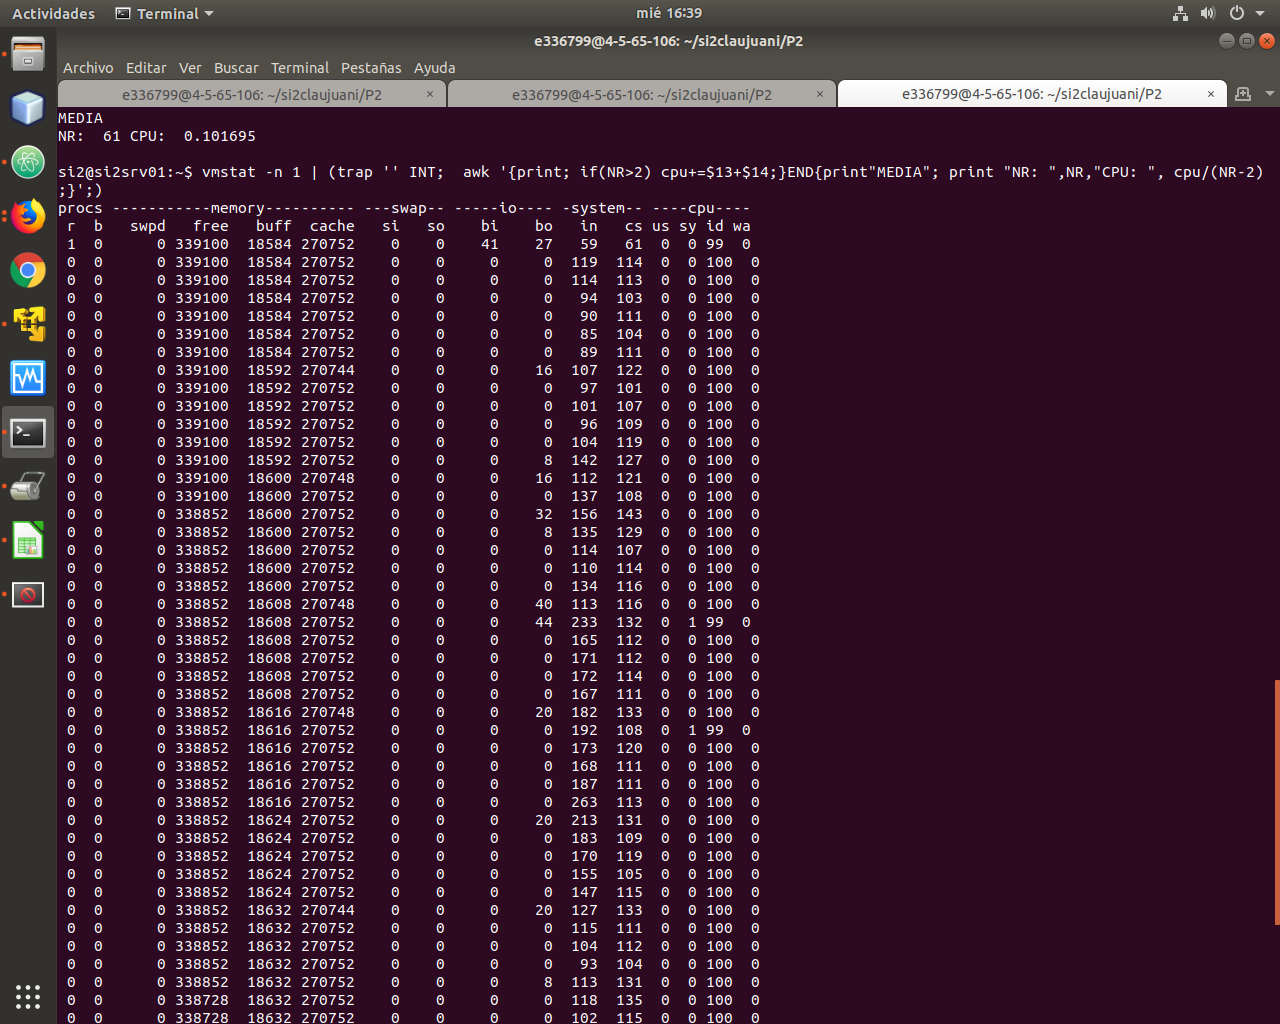 Actividades Terminal mié 16:39
e336799@4-5-65-106: ~/si2claujuani/P2
Archivo Editar Ver Buscar Terminal Pestañas Ayuda
e336799@4-5-65-106: ~/si2claujuani/P2 × e336799@4-5-65-106: ~/si2claujuani/P2 × e336799@4-5-65-106: ~/si2claujuani/P2 ×
MEDIA
NR:  61 CPU:  0.101695
si2@si2srv01:~$ vmstat -n 1 | (trap '' INT;  awk '{print; if(NR>2) cpu+=$13+$14;}END{print"MEDIA"; print "NR: ",NR,"CPU: ", cpu/(NR-2)
;}';)
procs -----------memory---------- ---swap-- -----io---- -system-- ----cpu----
r b swpd free buff cache si so bi bo in cs us sy id wa
1 0 0 339100 18584 270752 0 0 41 27 59 61 0 0 99 0
0 0 0 339100 18584 270752 0 0 0 0 119 114 0 0 100 0
0 0 0 339100 18584 270752 0 0 0 0 114 113 0 0 100 0
0 0 0 339100 18584 270752 0 0 0 0 94 103 0 0 100 0
0 0 0 339100 18584 270752 0 0 0 0 90 111 0 0 100 0
0 0 0 339100 18584 270752 0 0 0 0 85 104 0 0 100 0
0 0 0 339100 18584 270752 0 0 0 0 89 111 0 0 100 0
0 0 0 339100 18592 270744 0 0 0 16 107 122 0 0 100 0
0 0 0 339100 18592 270752 0 0 0 0 97 101 0 0 100 0
0 0 0 339100 18592 270752 0 0 0 0 101 107 0 0 100 0
0 0 0 339100 18592 270752 0 0 0 0 96 109 0 0 100 0
0 0 0 339100 18592 270752 0 0 0 0 104 119 0 0 100 0
0 0 0 339100 18592 270752 0 0 0 8 142 127 0 0 100 0
0 0 0 339100 18600 270748 0 0 0 16 112 121 0 0 100 0
0 0 0 339100 18600 270752 0 0 0 0 137 108 0 0 100 0
0 0 0 338852 18600 270752 0 0 0 32 156 143 0 0 100 0
0 0 0 338852 18600 270752 0 0 0 8 135 129 0 0 100 0
0 0 0 338852 18600 270752 0 0 0 0 114 107 0 0 100 0
0 0 0 338852 18600 270752 0 0 0 0 110 114 0 0 100 0
0 0 0 338852 18600 270752 0 0 0 0 134 116 0 0 100 0
0 0 0 338852 18608 270748 0 0 0 40 113 116 0 0 100 0
0 0 0 338852 18608 270752 0 0 0 44 233 132 0 1 99 0
0 0 0 338852 18608 270752 0 0 0 0 165 112 0 0 100 0
0 0 0 338852 18608 270752 0 0 0 0 171 112 0 0 100 0
0 0 0 338852 18608 270752 0 0 0 0 172 114 0 0 100 0
0 0 0 338852 18608 270752 0 0 0 0 167 111 0 0 100 0
0 0 0 338852 18616 270748 0 0 0 20 182 133 0 0 100 0
0 0 0 338852 18616 270752 0 0 0 0 192 108 0 1 99 0
0 0 0 338852 18616 270752 0 0 0 0 173 120 0 0 100 0
0 0 0 338852 18616 270752 0 0 0 0 168 111 0 0 100 0
0 0 0 338852 18616 270752 0 0 0 0 187 111 0 0 100 0
0 0 0 338852 18616 270752 0 0 0 0 263 113 0 0 100 0
0 0 0 338852 18624 270752 0 0 0 20 213 131 0 0 100 0
0 0 0 338852 18624 270752 0 0 0 0 183 109 0 0 100 0
0 0 0 338852 18624 270752 0 0 0 0 170 119 0 0 100 0
0 0 0 338852 18624 270752 0 0 0 0 155 105 0 0 100 0
0 0 0 338852 18624 270752 0 0 0 0 147 115 0 0 100 0
0 0 0 338852 18632 270744 0 0 0 20 127 133 0 0 100 0
0 0 0 338852 18632 270752 0 0 0 0 115 111 0 0 100 0
0 0 0 338852 18632 270752 0 0 0 0 104 112 0 0 100 0
0 0 0 338852 18632 270752 0 0 0 0 93 104 0 0 100 0
0 0 0 338852 18632 270752 0 0 0 8 113 131 0 0 100 0
0 0 0 338728 18632 270752 0 0 0 0 118 135 0 0 100 0
0 0 0 338728 18632 270752 0 0 0 0 102 115 0 0 100 0